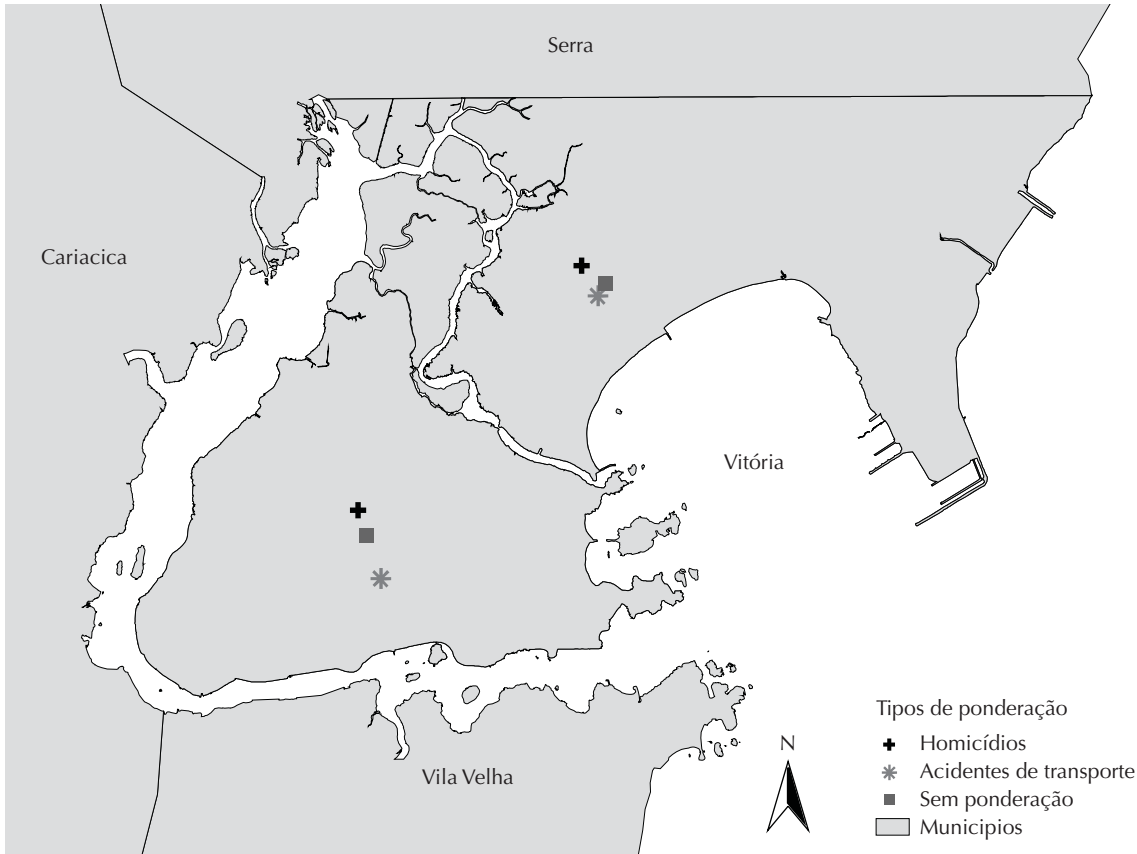 Serra
Cariacica
Vitória
Vila Velha
N
Tipos de ponderação
Homicídios
Acidentes de transporte
Sem ponderação
Municipios